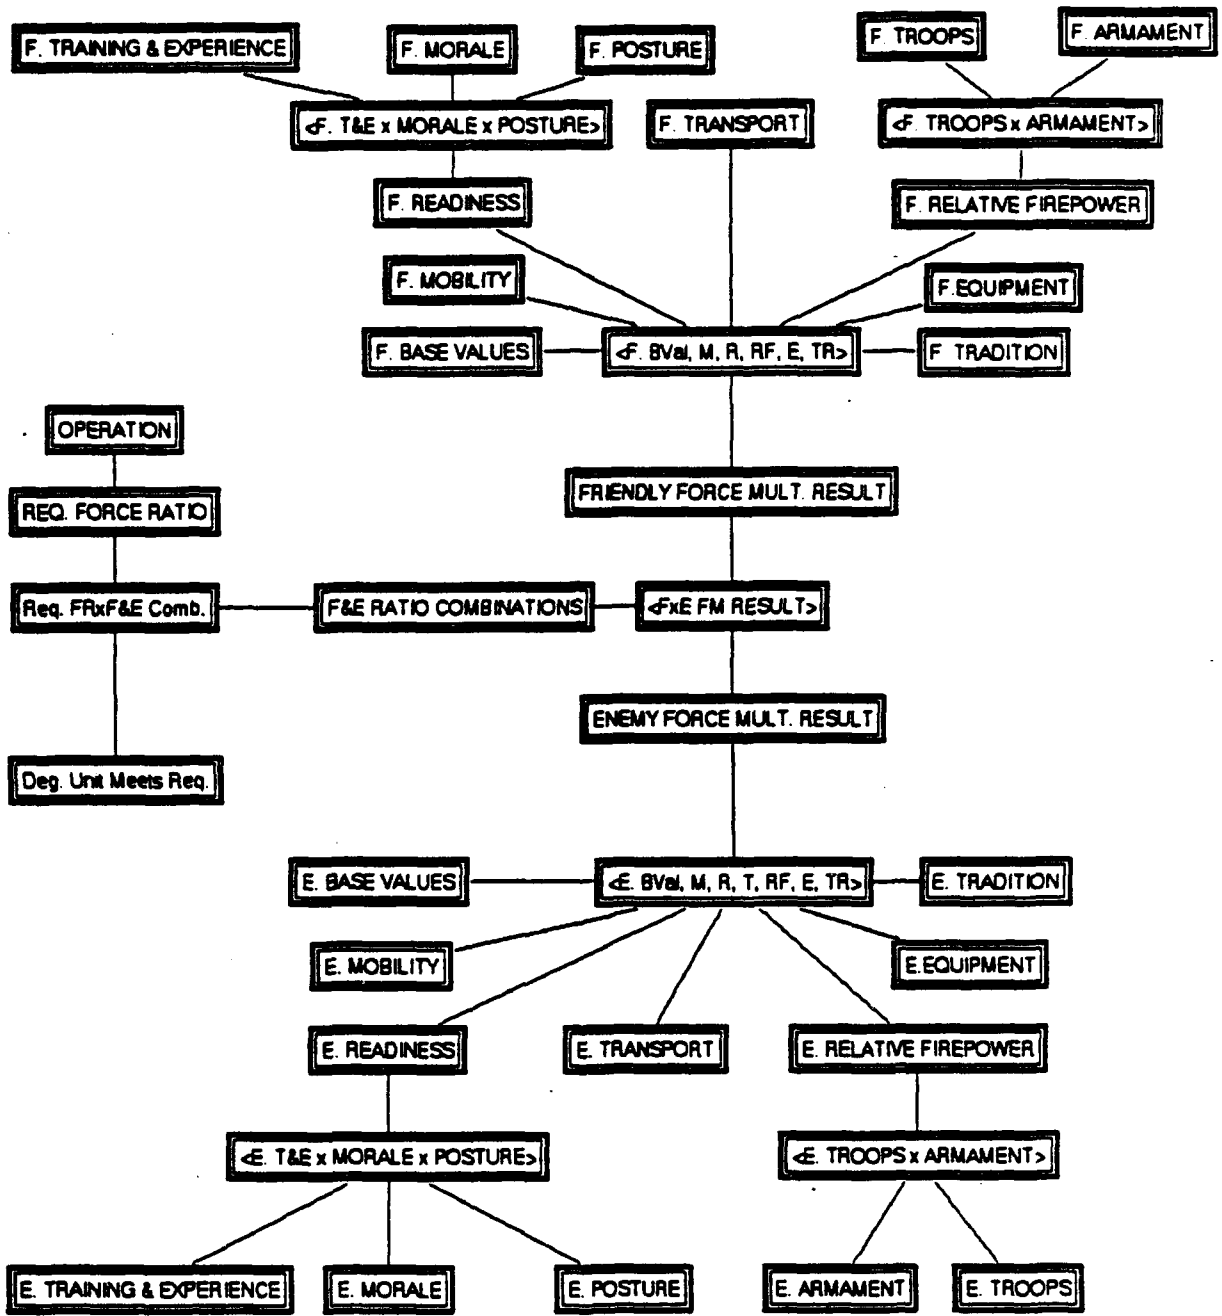 F. TRAINING & EXPERIENCE
F. MORALE
F. POSTURE
F. TROOPS
F. ARMAMENT
<F. T&E x MORALE x POSTURE>
F. TRANSPORT
<F. TROOPS x ARMAMENT>
F. READINESS
F. RELATIVE FIREPOWER
F. MOBILITY
F.EQUIPMENT
F. BASE VALUES
<F. BVal, M, R, RF, E, TR>
F. TRADITION
OPERATION
FRIENDLY FORCE MULT. RESULT
REQ. FORCE RATIO
Req. FRxF&E Comb.
F&E RATIO COMBINATIONS
<FxE FM RESULT>
ENEMY FORCE MULT. RESULT
Deg. Unit Meets Req.
E. BASE VALUES
<E. BVal, M, R, T, RF, E, TR>
E. TRADITION
E. MOBILITY
E.EQUIPMENT
E. READINESS
E. TRANSPORT
E. RELATIVE FIREPOWER
<E. T&E x MORALE x POSTURE>
<E. TROOPS x ARMAMENT>
E. TRAINING & EXPERIENCE
E. MORALE
E. POSTURE
E. ARMAMENT
E. TROOPS